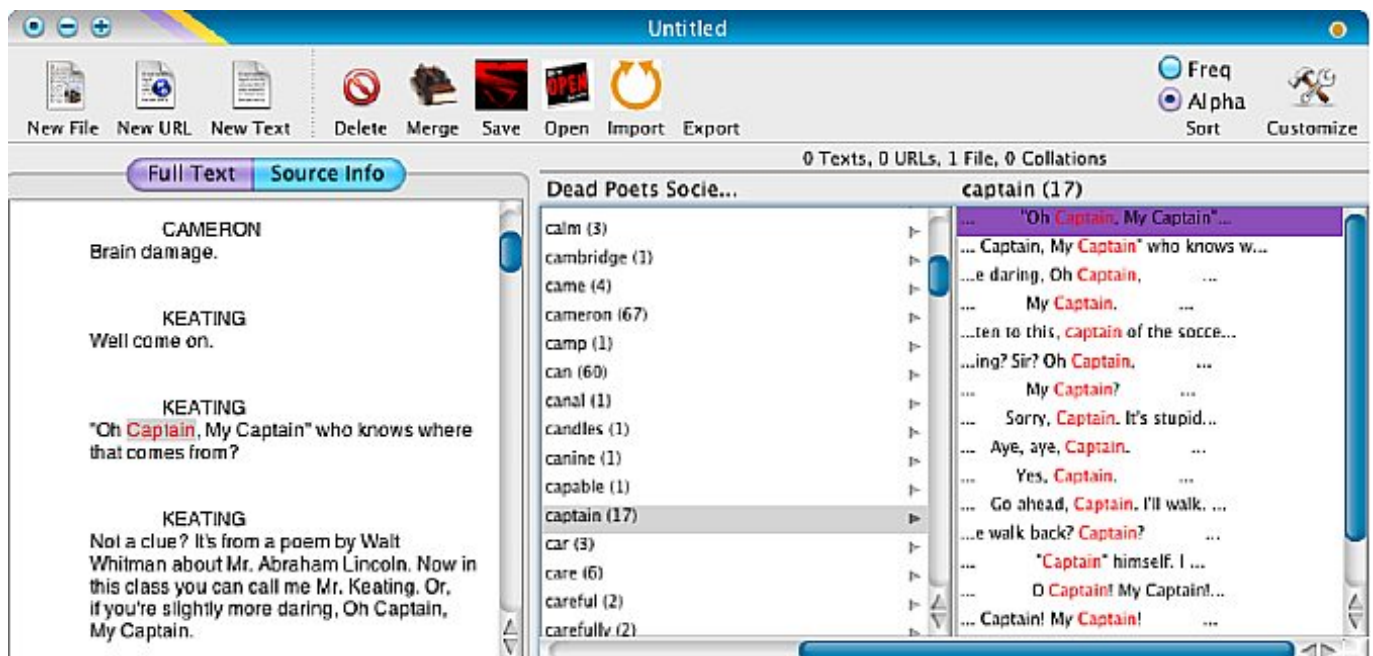 Untitled
Freq
Alpha
New File New URL New Text Delete Merge Save Open Import Export Sort Customize
OPEN
0 Texts, 0 URLs, 1 File, 0 Collations
Full Text Source Info
CAMERON
Brain damage.
KEATING
Well come on.
KEATING
"Oh Captain, My Captain" who knows where
that comes from?
KEATING
Not a clue? It's from a poem by Walt
Whitman about Mr. Abraham Lincoln. Now in
this class you can call me Mr. Keating. Or,
if you're slightly more daring, Oh Captain,
My Captain.
Dead Poets Socie...
calm (3)
cambridge (1)
came (4)
cameron (67)
camp (1)
can (60)
canal (1)
candles (1)
canine (1)
capable (1)
captain (17)
car (3)
care (6)
careful (2)
carefully (2)
captain (17)
... "Oh Captain, My Captain"...
... Captain, My Captain" who knows w...
...e daring, Oh Captain, ...
... My Captain. ...
...ten to this, captain of the socce...
...ing? Sir? Oh Captain, ...
... My Captain? ...
... Sorry, Captain. It's stupid...
... Aye, aye, Captain. ...
... Yes, Captain. ...
... Go ahead, Captain. I'll walk. ...
...e walk back? Captain? ...
... "Captain" himself. I ...
... O Captain! My Captain!...
... Captain! My Captain! ...